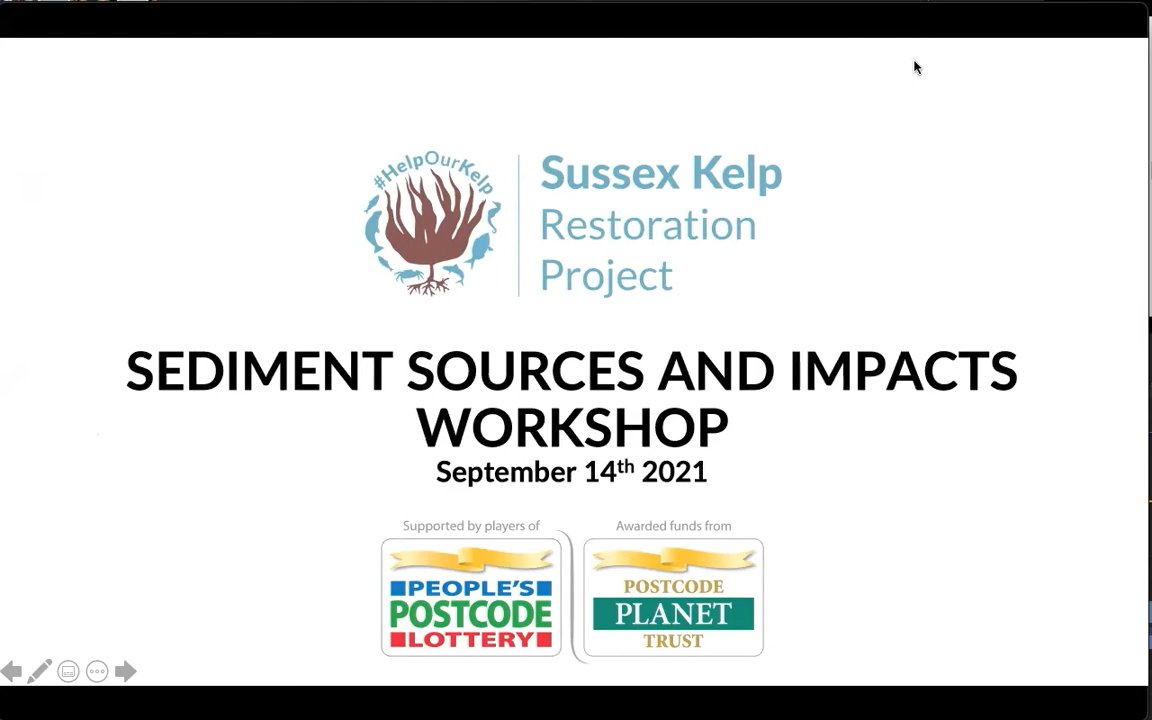 #HelpOurKelp
Sussex Kelp
Restoration
Project
SEDIMENT SOURCES AND IMPACTS
WORKSHOP
September 14th 2021
Supported by players of
PEOPLE'S
POSTCODE
LOTTERY
Awarded funds from
POSTCODE
PLANET
TRUST